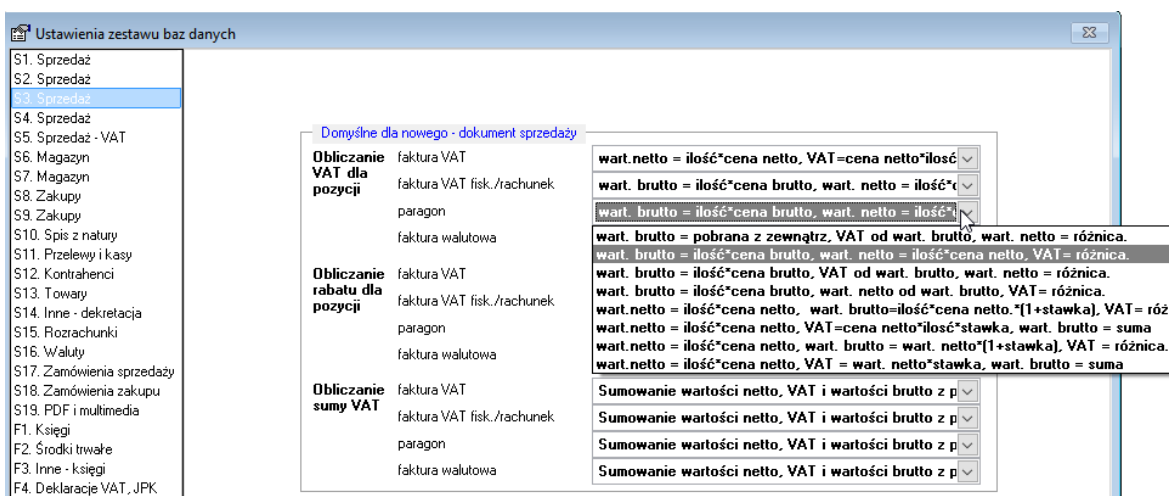 Ustawienia zestawu baz danych
S1. Sprzedaż
S2. Sprzedaż
S3. Sprzedaż
S4. Sprzedaż
S5. Sprzedaż - VAT
S6. Magazyn
S7. Magazyn
S8. Zakupy
S9. Zakupy
S10. Spis z natury
S11. Przelewy i kasy
S12. Kontrahenci
S13. Towary
S14. Inne - dekretacja
S15. Rozrachunki
S16. Waluty
S17. Zamówienia sprzedaży
S18. Zamówienia zakupu
S19. PDF i multimedia
F1. Księgi
F2. Środki trwałe
F3. Inne - księgi
F4. Deklaracje VAT, JPK
Domyślne dla nowego - dokument sprzedaży
Obliczanie VAT dla pozycji
faktura VAT wart.netto = ilość*cena netto, VAT=cena netto*ilosć
faktura VAT fisk./rachunek wart. brutto = ilość*cena brutto, wart. netto = ilość*c
paragon wart. brutto = ilość*cena brutto, wart. netto = ilość*c
faktura walutowa
wart. brutto = pobrana z zewnątrz, VAT od wart. brutto, wart. netto = różnica.
wart. brutto = ilość*cena brutto, wart. netto = ilość*cena netto, VAT= różnica.
wart. brutto = ilość*cena brutto, VAT od wart. brutto, wart. netto = różnica.
wart. brutto = ilość*cena brutto, wart. netto od wart. brutto, VAT= różnica.
wart.netto = ilość*cena netto, wart. brutto=ilość*cena netto.*(1+stawka), VAT= róż
wart.netto = ilość*cena netto, VAT=cena netto*ilosć*stawka, wart. brutto = suma
wart.netto = ilość*cena netto, wart. brutto = wart. netto*(1+stawka), VAT = różnica.
wart.netto = ilość*cena netto, VAT = wart. netto*stawka, wart. brutto = suma
Obliczanie rabatu dla pozycji
faktura VAT
faktura VAT fisk./rachunek
paragon
faktura walutowa
Obliczanie sumy VAT
faktura VAT Sumowanie wartości netto, VAT i wartości brutto z p
faktura VAT fisk./rachunek Sumowanie wartości netto, VAT i wartości brutto z p
paragon Sumowanie wartości netto, VAT i wartości brutto z p
faktura walutowa Sumowanie wartości netto, VAT i wartości brutto z p